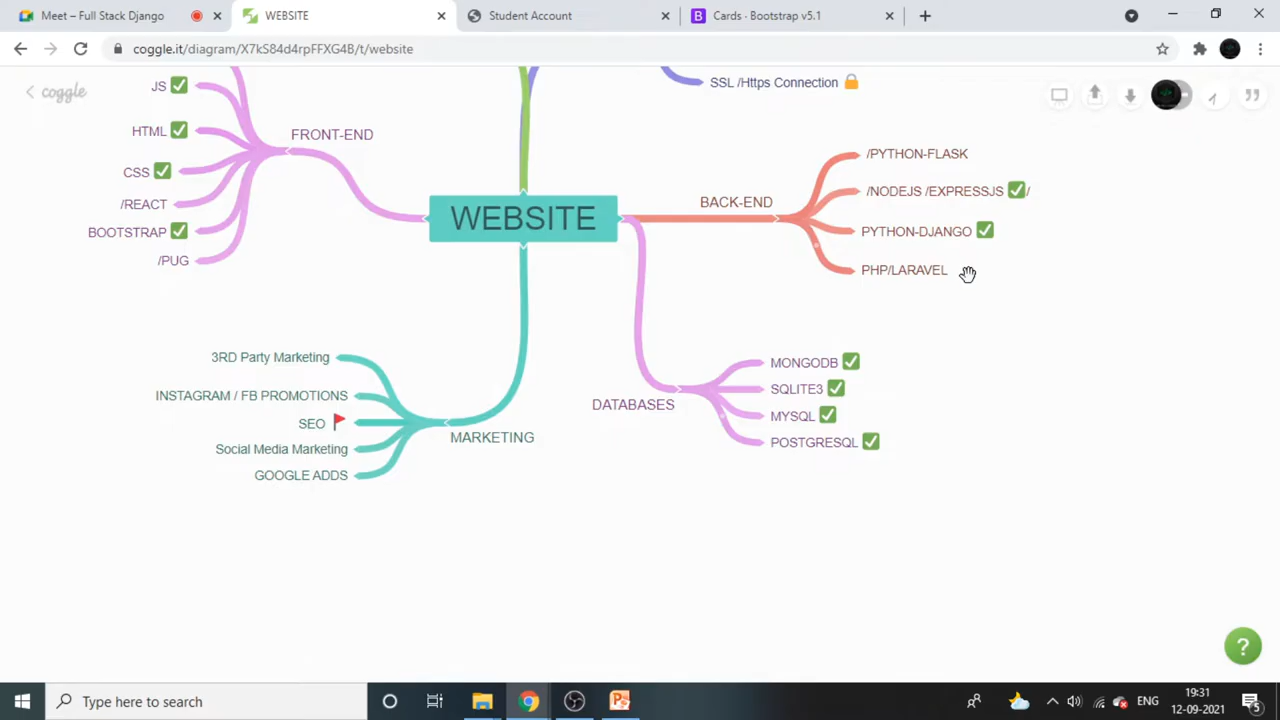 Meet – Full Stack Django
WEBSITE
Student Account
Cards · Bootstrap v5.1
coggle.it/diagram/X7kS84d4rpFFXG4B/t/website
coggle
SSL /Https Connection
JS
HTML
CSS
/REACT
BOOTSTRAP
/PUG
FRONT-END
WEBSITE
BACK-END
/PYTHON-FLASK
/NODEJS /EXPRESSJS /
PYTHON-DJANGO
PHP/LARAVEL
3RD Party Marketing
INSTAGRAM / FB PROMOTIONS
SEO
Social Media Marketing
GOOGLE ADDS
MARKETING
DATABASES
MONGODB
SQLITE3
MYSQL
POSTGRESQL
?
Type here to search
ENG
19:31
12-09-2021
5